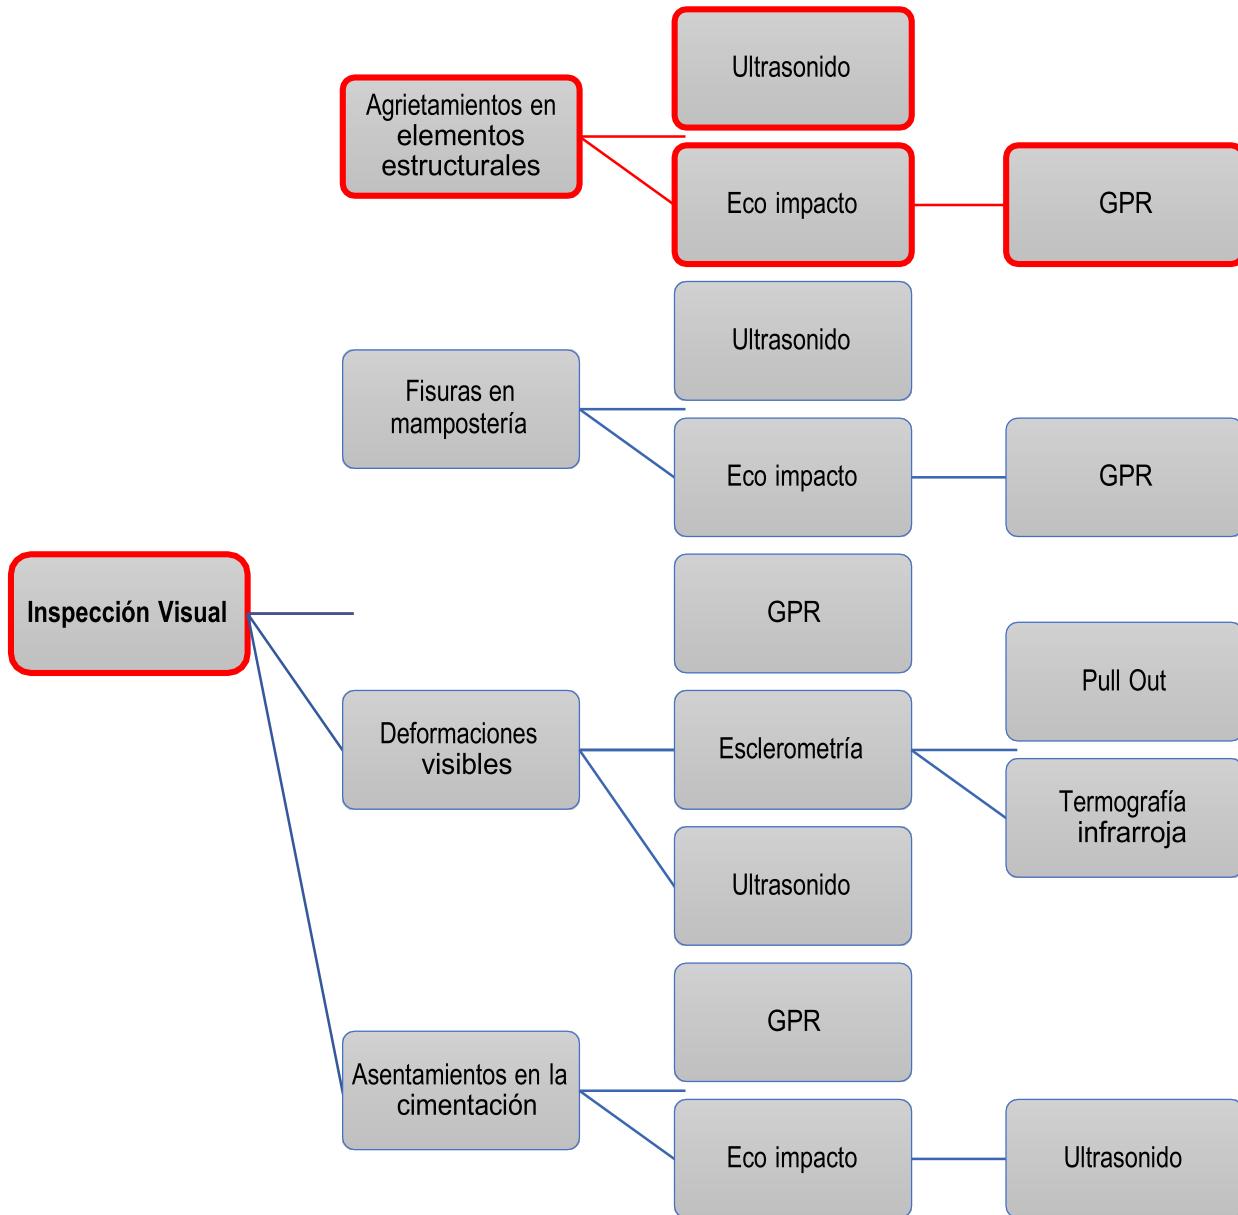 Inspección Visual
Agrietamientos en
elementos
estructurales
Ultrasonido
Eco impacto
GPR
Fisuras en
mampostería
Ultrasonido
Eco impacto
GPR
Deformaciones
visibles
GPR
Esclerometría
Pull Out
Termografía
infrarroja
Ultrasonido
Asentamientos en la
cimentación
GPR
Eco impacto
Ultrasonido